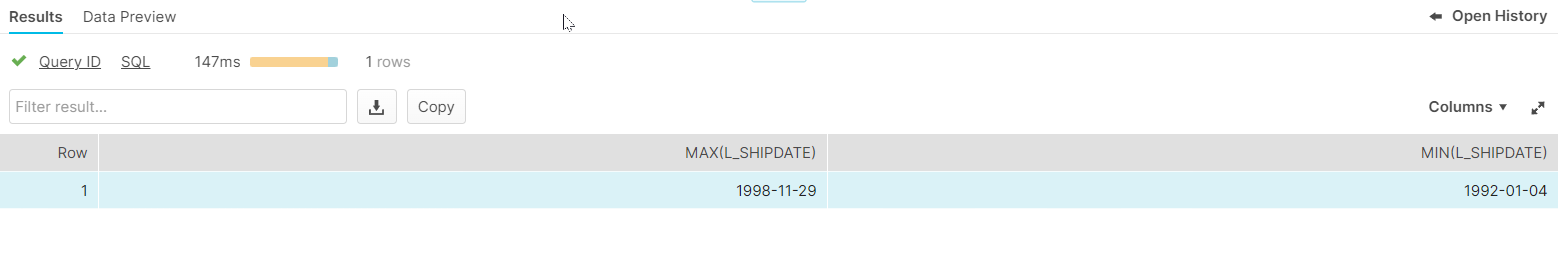 Results Data Preview Open History
Query ID SQL 147ms 1 rows
Filter result... Copy Columns
Row MAX(L_SHIPDATE) MIN(L_SHIPDATE)
1 1998-11-29 1992-01-04